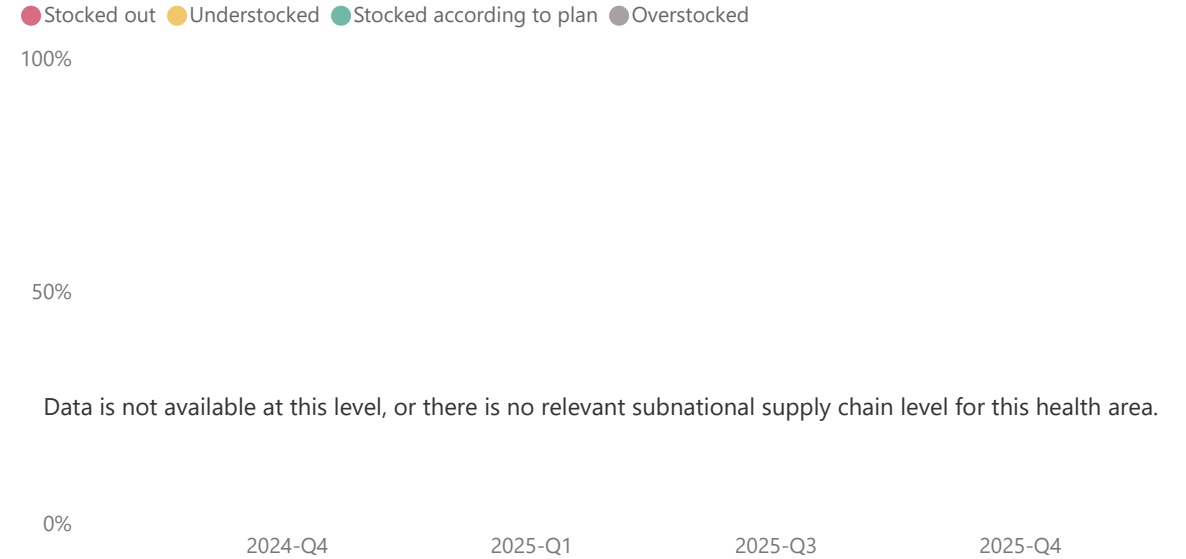 Stocked out Understocked Stocked according to plan Overstocked
100%
50%
Data is not available at this level, or there is no relevant subnational supply chain level for this health area.
0%
2024-Q4 2025-Q1 2025-Q3 2025-Q4